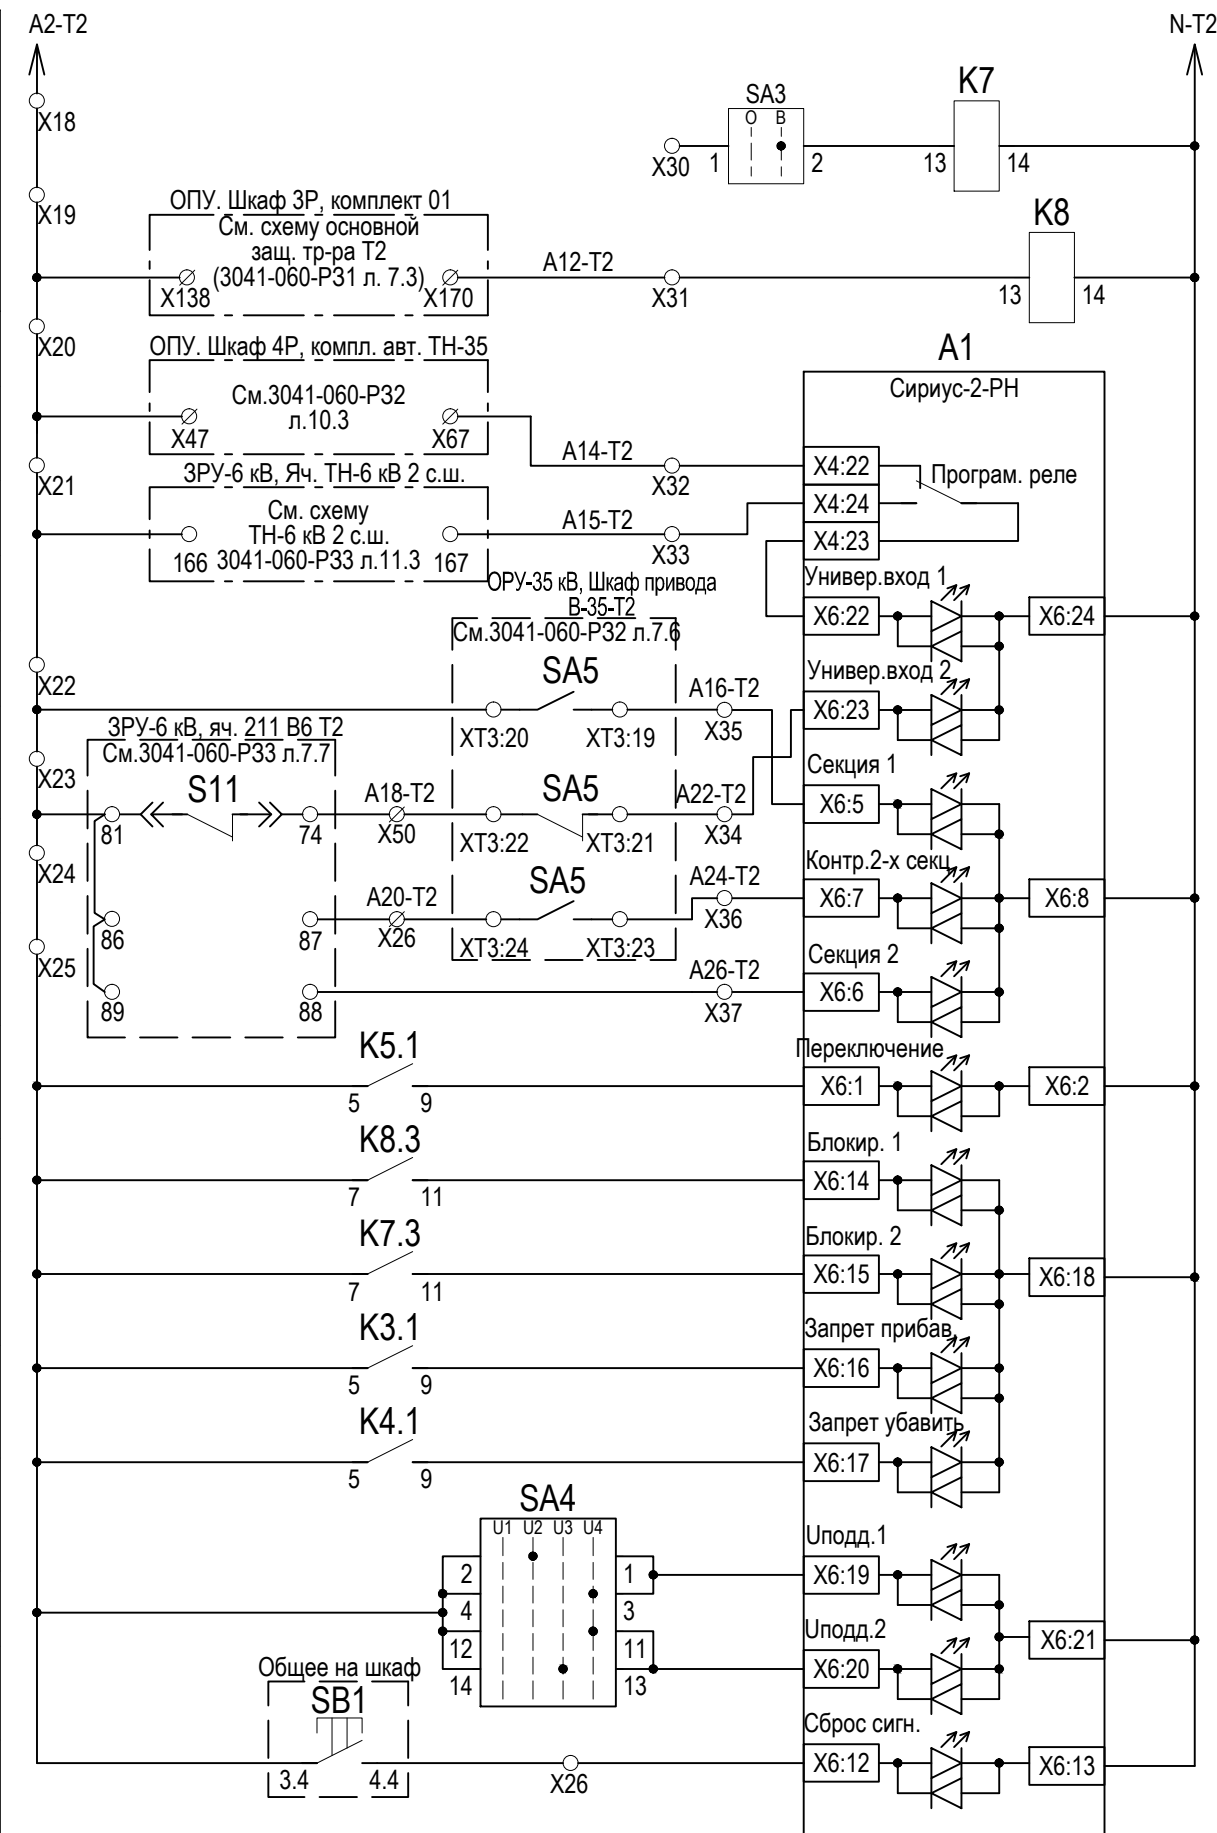 A2-T2
N-T2
X18
SA3
O B
K7
X30
1
2
13
14
X19
ОПУ. Шкаф 3Р, комплект 01
См. схему основной
защ. тр-ра Т2
(3041-060-РЗ1 л. 7.3)
X138
X170
A12-T2
X31
K8
13
14
X20
ОПУ. Шкаф 4Р, компл. авт. ТН-35
См.3041-060-РЗ2
л.10.3
X47
X67
A14-T2
X32
A1
Сириус-2-РН
X4:22
Програм. реле
X4:24
X4:23
X21
ЗРУ-6 кВ, Яч. ТН-6 кВ 2 с.ш.
См. схему
ТН-6 кВ 2 с.ш.
3041-060-РЗ3 л.11.3
166
167
A15-T2
X33
Универ.вход 1
X6:22
X6:24
ОРУ-35 кВ, Шкаф привода
В-35-Т2
См.3041-060-РЗ2 л.7.6
X22
SA5
XT3:20
XT3:19
A16-T2
X35
Универ.вход 2
X6:23
ЗРУ-6 кВ, яч. 211 В6 Т2
См.3041-060-РЗ3 л.7.7
X23
S11
81
74
A18-T2
X50
SA5
XT3:22
XT3:21
A22-T2
X34
Секция 1
X6:5
X24
86
87
A20-T2
X26
SA5
XT3:24
XT3:23
A24-T2
X36
Контр.2-х секц
X6:7
X6:8
X25
89
88
A26-T2
X37
Секция 2
X6:6
K5.1
5
9
Переключение
X6:1
X6:2
K8.3
7
11
Блокир. 1
X6:14
K7.3
7
11
Блокир. 2
X6:15
X6:18
K3.1
5
9
Запрет прибав.
X6:16
K4.1
5
9
Запрет убавить
X6:17
SA4
U1 U2 U3 U4
2
1
4
3
12
11
14
13
Uподд.1
X6:19
X6:21
Uподд.2
X6:20
Общее на шкаф
SB1
3.4
4.4
X26
Сброс сигн.
X6:12
X6:13